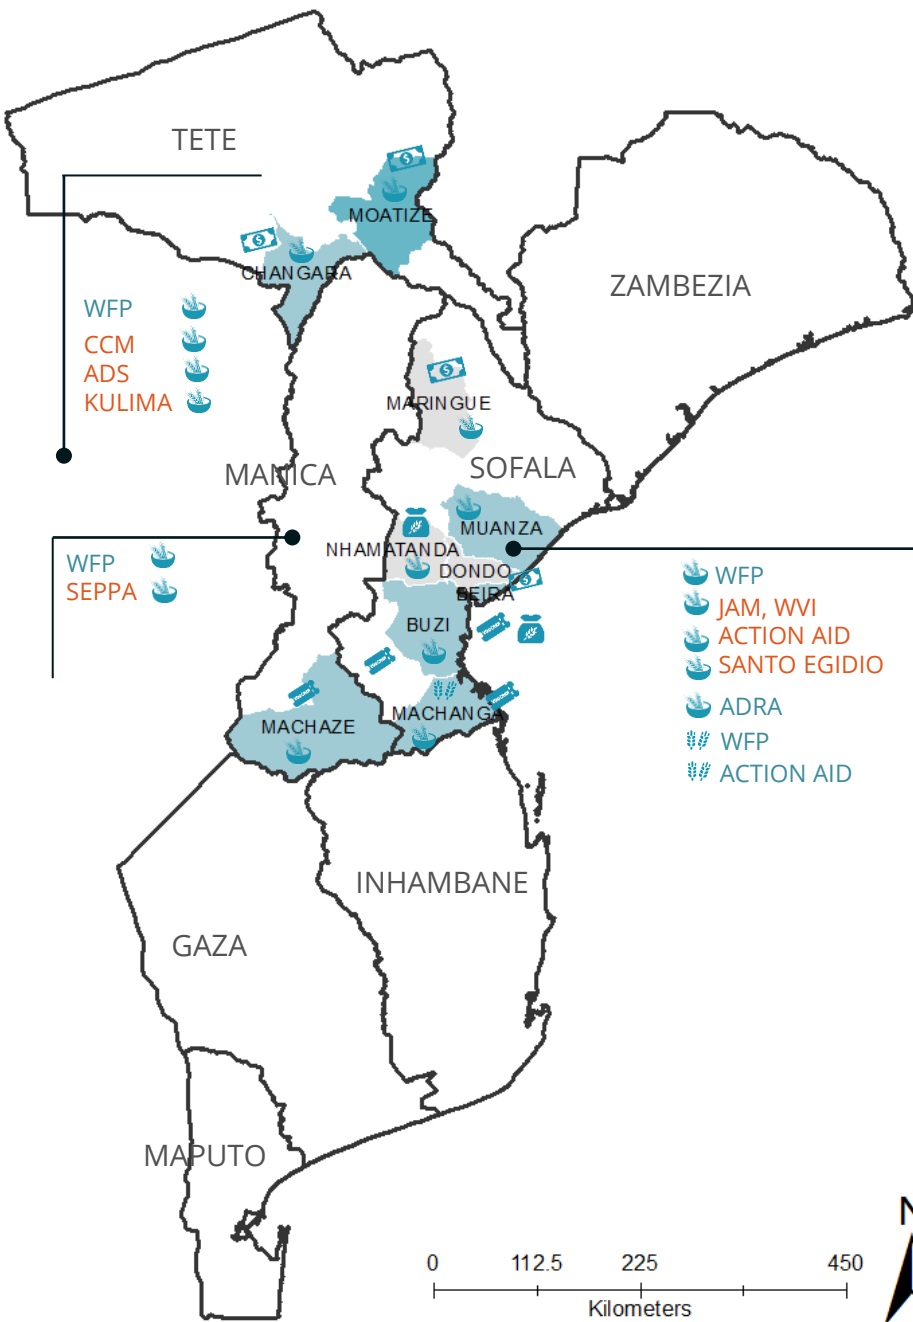 TETE
MOATIZE
CHANGARA
ZAMBEZIA
WFP
CCM
ADS
KULIMA
MARINGUE
MANICA
SOFALA
MUANZA
NHAMATANDA
DONDO
BEIRA
WFP
SEPPA
BUZI
WFP
JAM, WVI
ACTION AID
SANTO EGIDIO
ADRA
WFP
ACTION AID
MACHAZE
MACHANGA
INHAMBANE
GAZA
MAPUTO
N
0 112.5 225 450
Kilometers